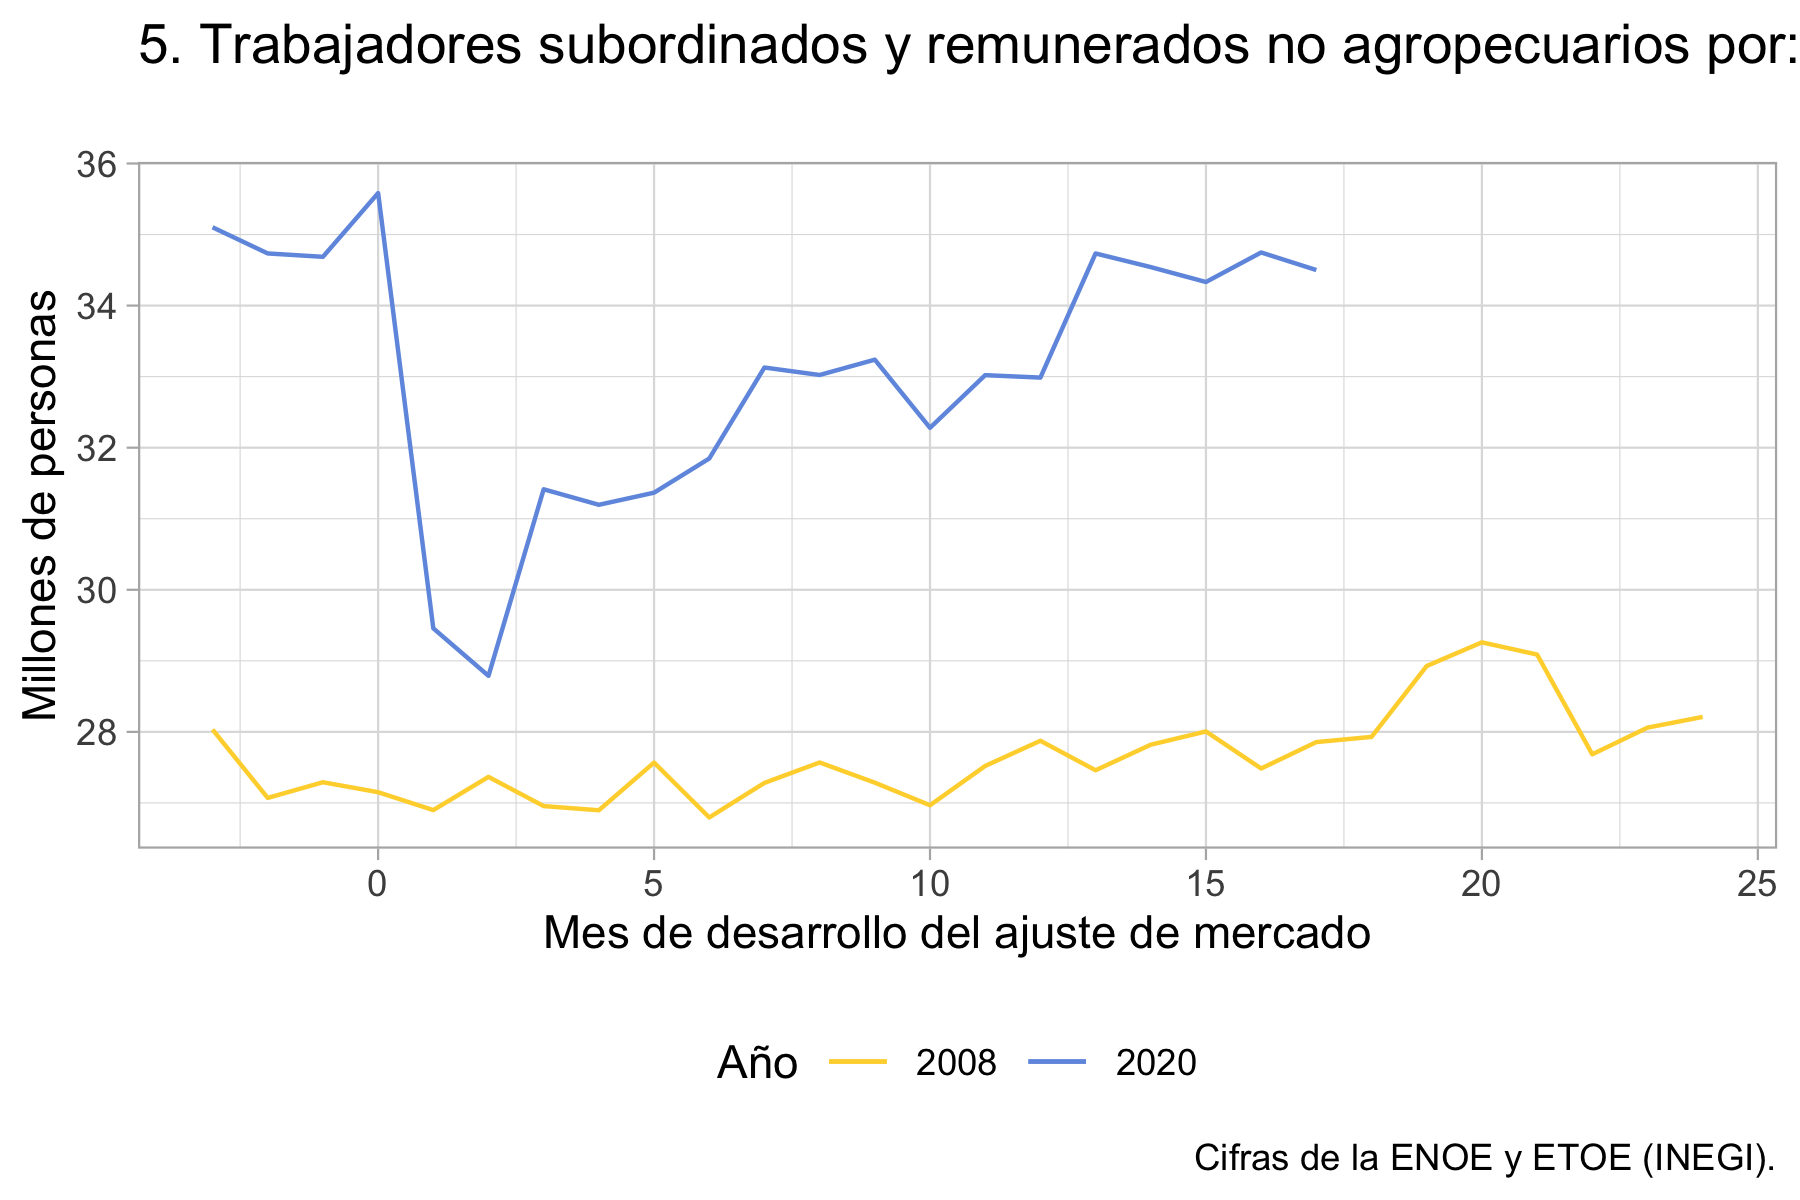 5. Trabajadores subordinados y remunerados no agropecuarios por:
36
34
32
30
28
Millones de personas
0 5 10 15 20 25
Mes de desarrollo del ajuste de mercado
Año 2008 2020
Cifras de la ENOE y ETOE (INEGI).